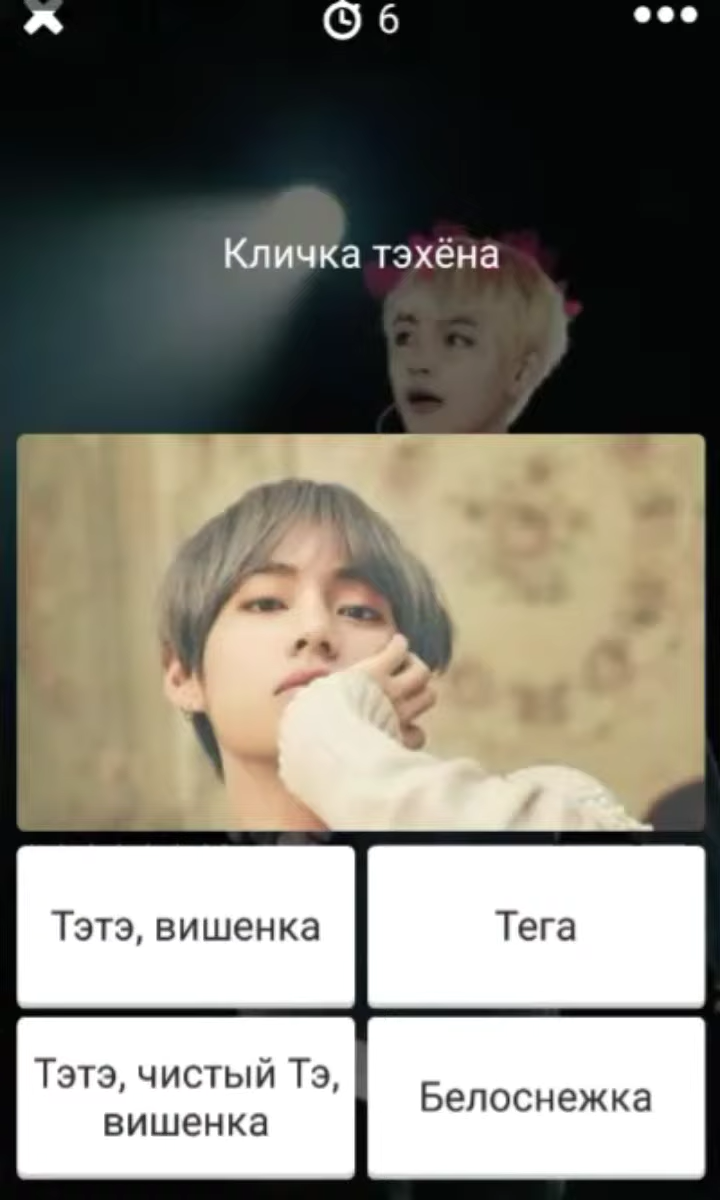 6
Кличка тэхёна
Тэтэ, вишенка
Тега
Тэтэ, чистый Тэ,
вишенка
Белоснежка